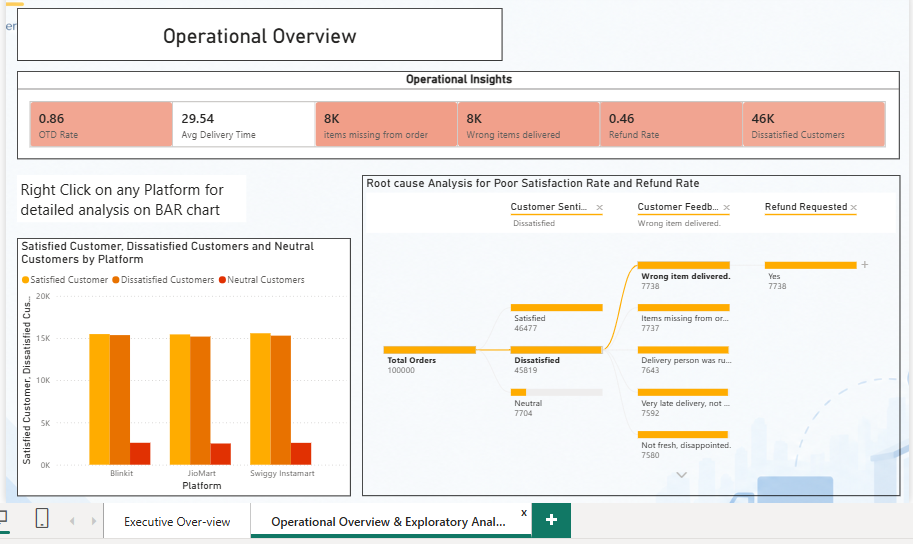 er
Operational Overview
Operational Insights
0.86
OTD Rate
29.54
Avg Delivery Time
8K
items missing from order
8K
Wrong items delivered
0.46
Refund Rate
46K
Dissatisfied Customers
Right Click on any Platform for
detailed analysis on BAR chart
Satisfied Customer, Dissatisfied Customers and Neutral
Customers by Platform
Satisfied Customer Dissatisfied Customers Neutral Customers
Satisfied Customer, Dissatisfied Cus...
20K
15K
10K
5K
0K
Blinkit
JioMart
Swiggy Instamart
Platform
Root cause Analysis for Poor Satisfaction Rate and Refund Rate
Customer Senti...
Dissatisfied
Customer Feedb...
Wrong item delivered.
Refund Requested
Total Orders
100000
Satisfied
46477
Dissatisfied
45819
Neutral
7704
Wrong item delivered.
7738
Items missing from or...
7737
Delivery person was ru...
7643
Very late delivery, not ...
7592
Not fresh, disappointed.
7580
Yes
7738
Executive Over-view
Operational Overview & Exploratory Anal...
x